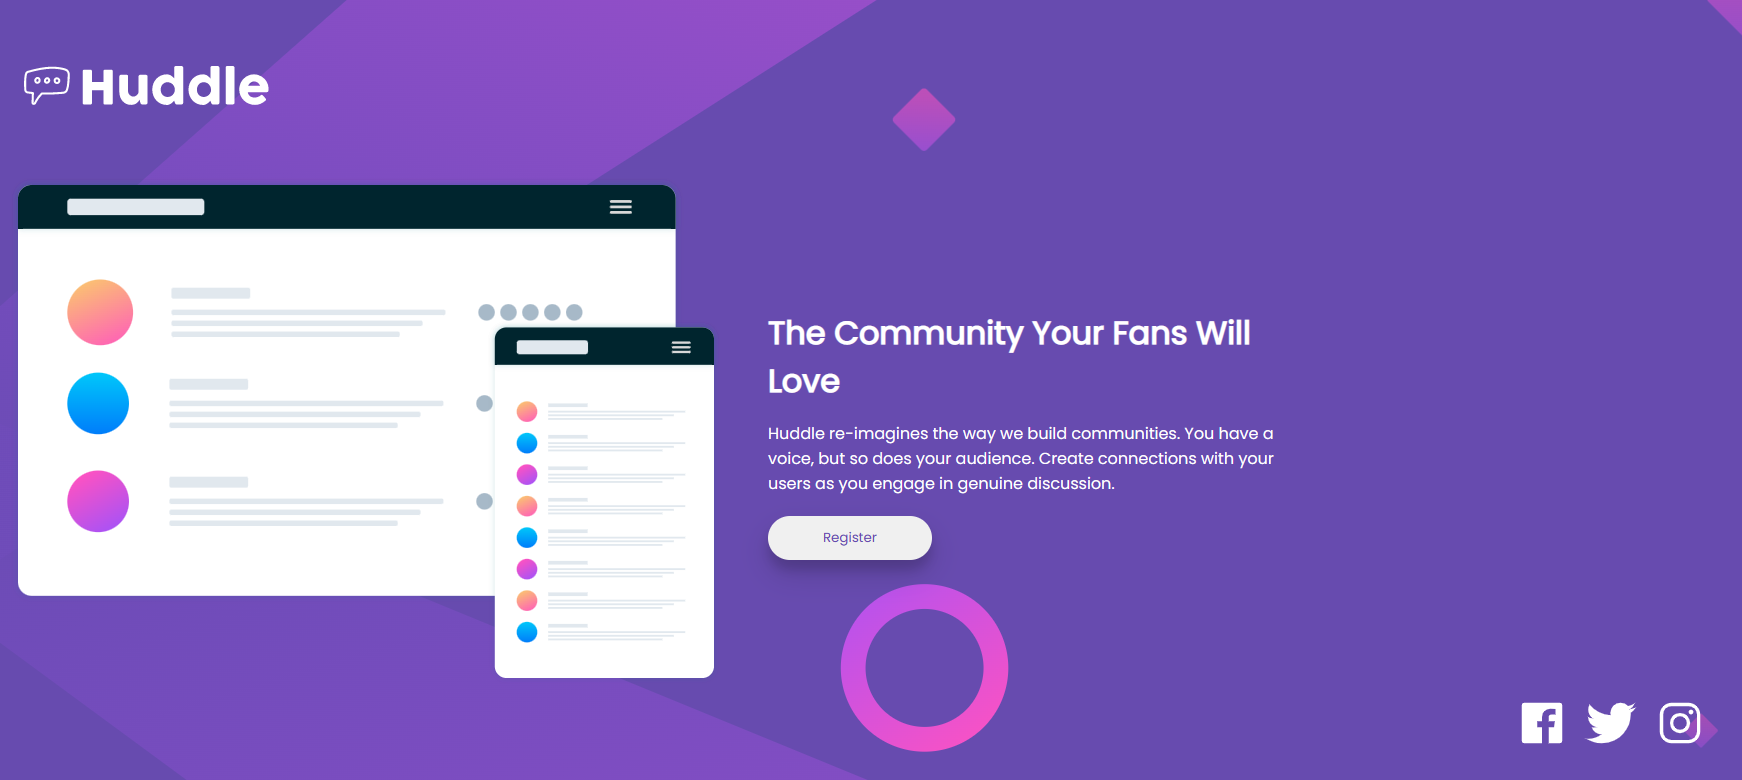 Huddle
The Community Your Fans Will
Love
Huddle re-imagines the way we build communities. You have a
voice, but so does your audience. Create connections with your
users as you engage in genuine discussion.
Register